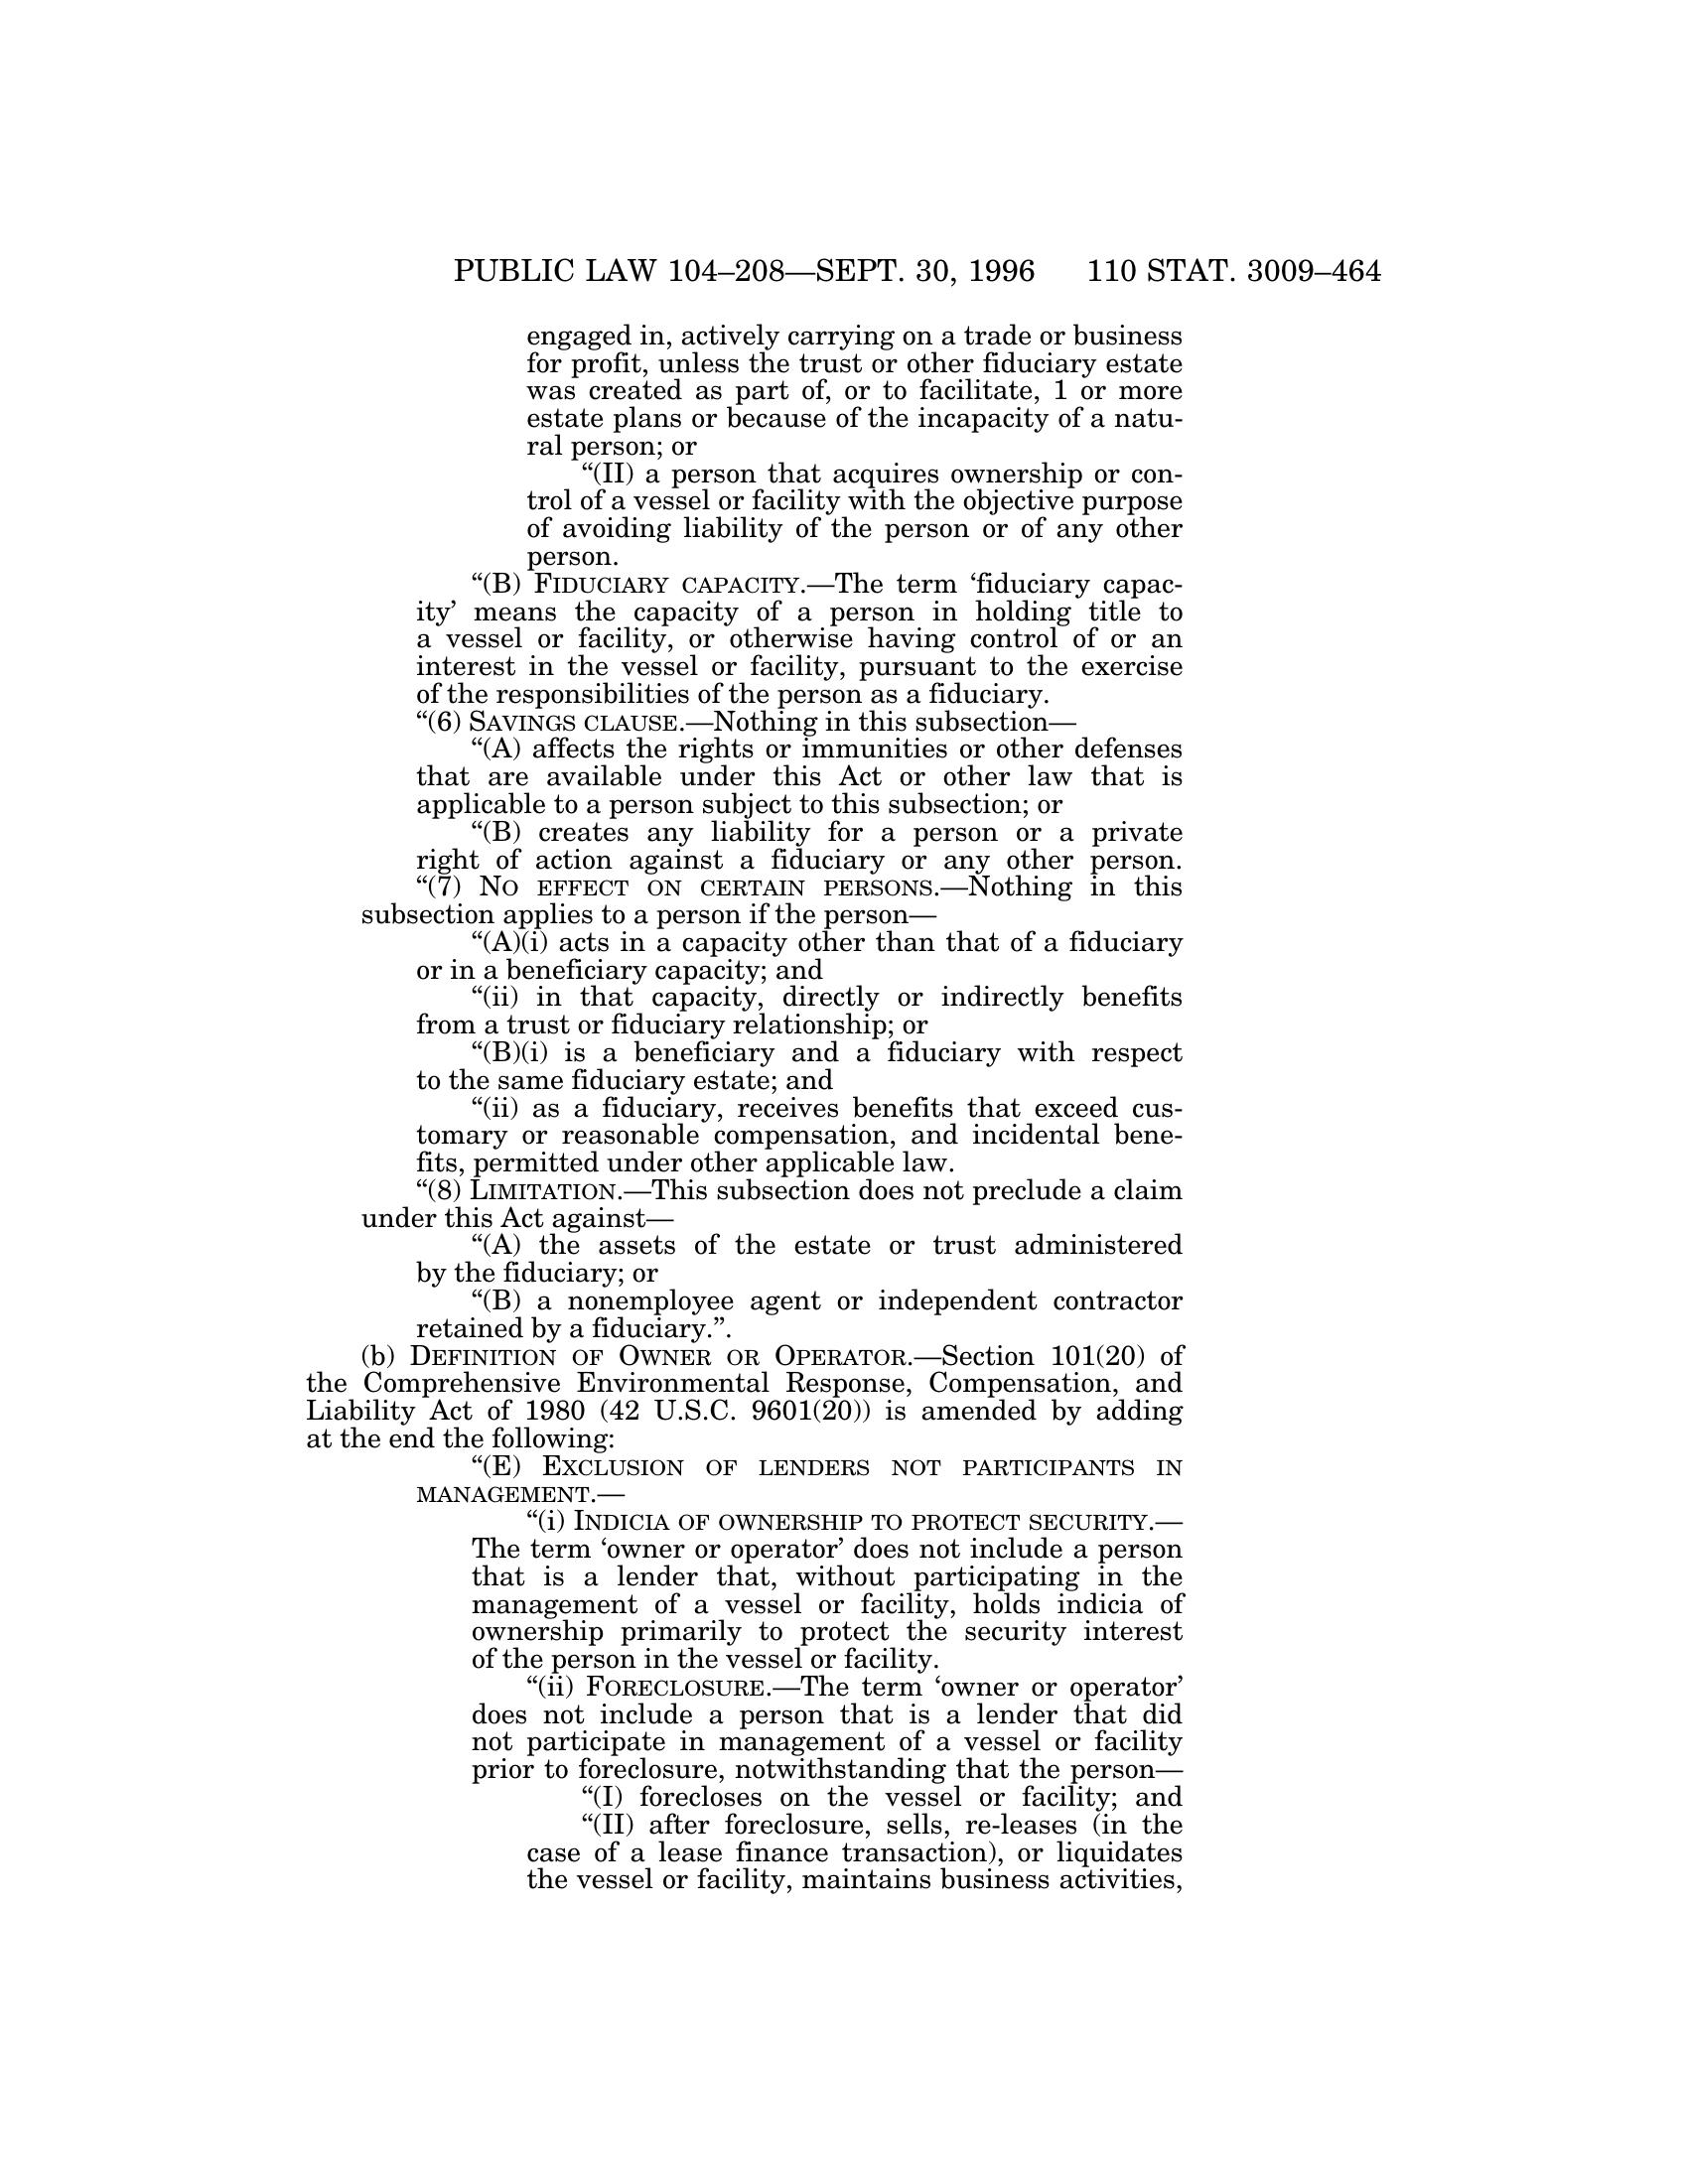 PUBLIC LAW 104–208—SEPT. 30, 1996 110 STAT. 3009–464
engaged in, actively carrying on a trade or business
for profit, unless the trust or other fiduciary estate
was created as part of, or to facilitate, 1 or more
estate plans or because of the incapacity of a natu-
ral person; or
“(II) a person that acquires ownership or con-
trol of a vessel or facility with the objective purpose
of avoiding liability of the person or of any other
person.
“(B) FIDUCIARY CAPACITY.—The term ‘fiduciary capac-
ity’ means the capacity of a person in holding title to
a vessel or facility, or otherwise having control of or an
interest in the vessel or facility, pursuant to the exercise
of the responsibilities of the person as a fiduciary.
“(6) SAVINGS CLAUSE.—Nothing in this subsection—
“(A) affects the rights or immunities or other defenses
that are available under this Act or other law that is
applicable to a person subject to this subsection; or
“(B) creates any liability for a person or a private
right of action against a fiduciary or any other person.
“(7) NO EFFECT ON CERTAIN PERSONS.—Nothing in this
subsection applies to a person if the person—
“(A)(i) acts in a capacity other than that of a fiduciary
or in a beneficiary capacity; and
“(ii) in that capacity, directly or indirectly benefits
from a trust or fiduciary relationship; or
“(B)(i) is a beneficiary and a fiduciary with respect
to the same fiduciary estate; and
“(ii) as a fiduciary, receives benefits that exceed cus-
tomary or reasonable compensation, and incidental bene-
fits, permitted under other applicable law.
“(8) LIMITATION.—This subsection does not preclude a claim
under this Act against—
“(A) the assets of the estate or trust administered
by the fiduciary; or
“(B) a nonemployee agent or independent contractor
retained by a fiduciary.”.
(b) DEFINITION OF OWNER OR OPERATOR.—Section 101(20) of
the Comprehensive Environmental Response, Compensation, and
Liability Act of 1980 (42 U.S.C. 9601(20)) is amended by adding
at the end the following:
“(E) EXCLUSION OF LENDERS NOT PARTICIPANTS IN
MANAGEMENT.—
“(i) INDICIA OF OWNERSHIP TO PROTECT SECURITY.—
The term ‘owner or operator’ does not include a person
that is a lender that, without participating in the
management of a vessel or facility, holds indicia of
ownership primarily to protect the security interest
of the person in the vessel or facility.
“(ii) FORECLOSURE.—The term ‘owner or operator’
does not include a person that is a lender that did
not participate in management of a vessel or facility
prior to foreclosure, notwithstanding that the person—
“(I) forecloses on the vessel or facility; and
“(II) after foreclosure, sells, re-leases (in the
case of a lease finance transaction), or liquidates
the vessel or facility, maintains business activities,